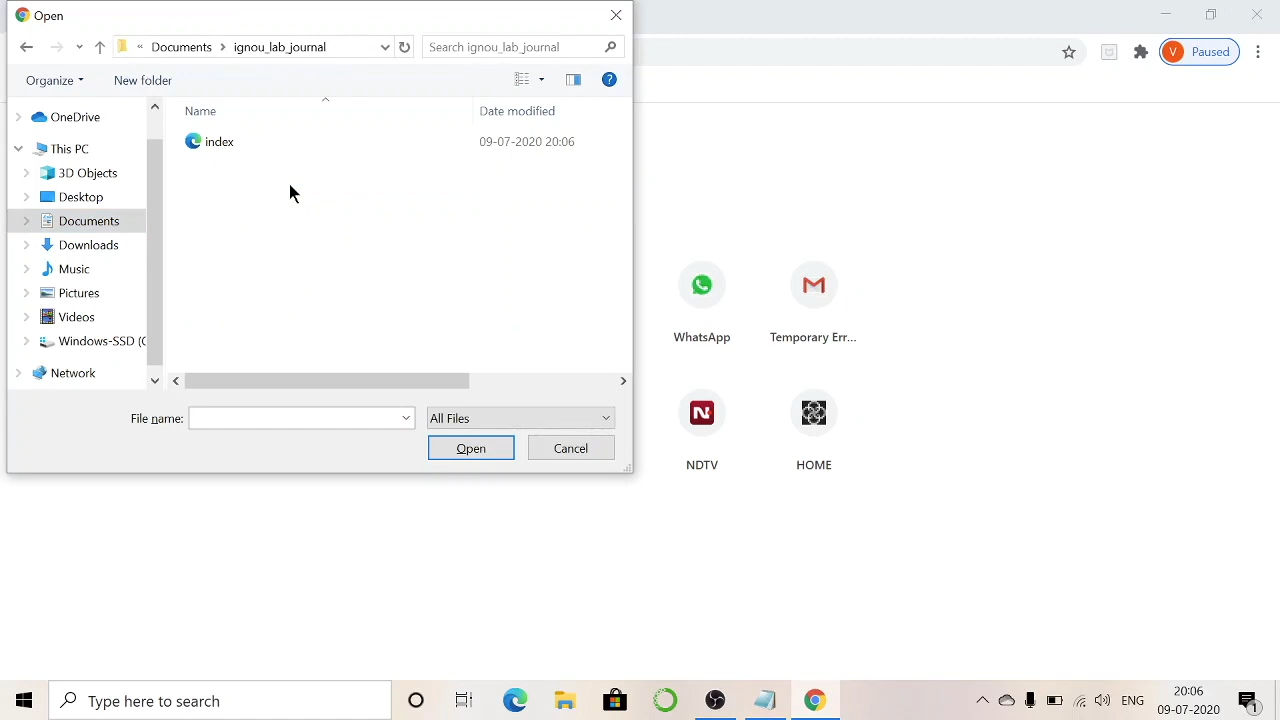 Open
Paused
« Documents > ignou_lab_journal
Search ignou_lab_journal
Organize
New folder
Name
Date modified
OneDrive
index
09-07-2020 20:06
This PC
3D Objects
Desktop
Documents
Downloads
Music
Pictures
Videos
Windows-SSD (C
Network
File name:
All Files
Open
Cancel
WhatsApp
Temporary Err...
NDTV
HOME
Type here to search
ENG
20:06
09-07-2020
1